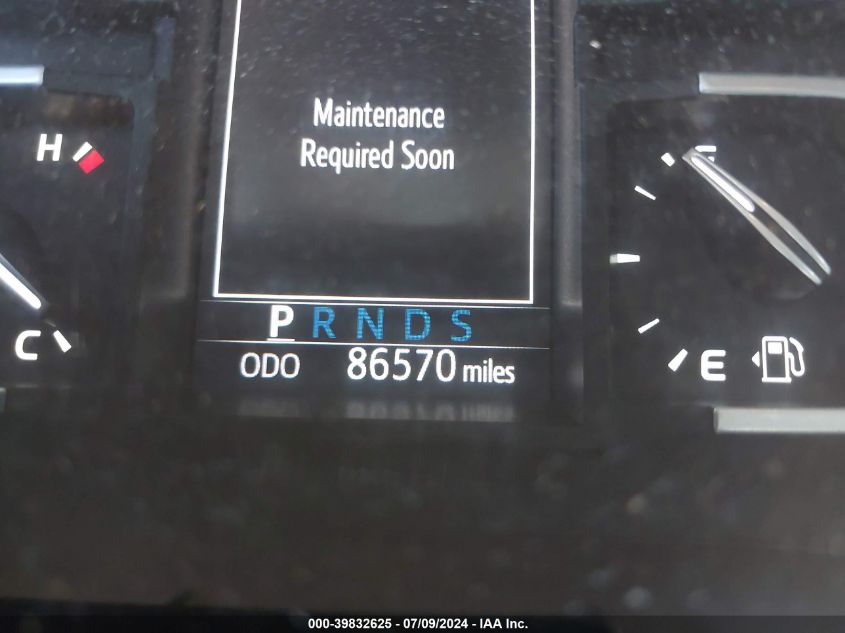 Maintenance
Required Soon
H
C
F
E
P R N D S
ODO 86570 miles
000-39832625 - 07/09/2024 - IAA Inc.